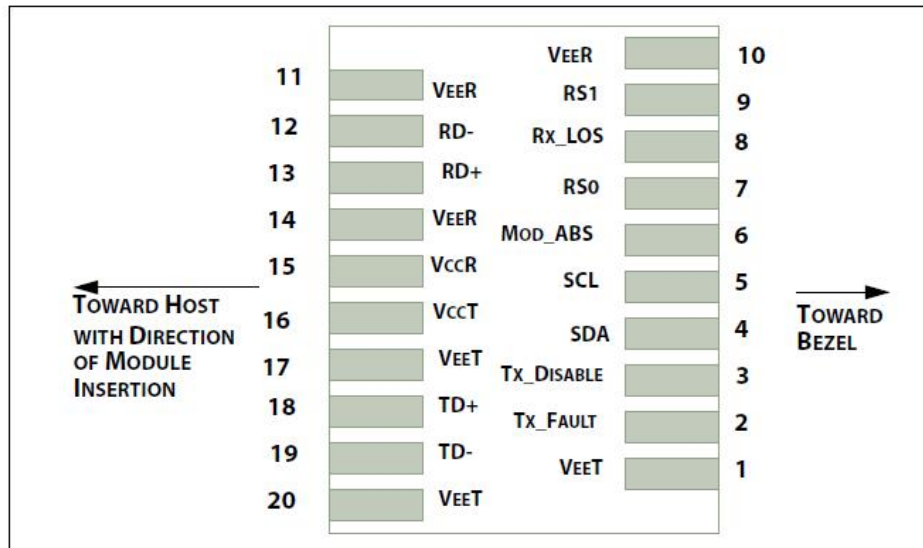 11 VEER
12 RD-
13 RD+
14 VEER
15 VCCR
16 VCCT
17 VEET
18 TD+
19 TD-
20 VEET
VEER 10
RS1 9
RX_LOS 8
RS0 7
MOD_ABS 6
SCL 5
SDA 4
TX_DISABLE 3
TX_FAULT 2
VEET 1
TOWARD HOST
WITH DIRECTION
OF MODULE
INSERTION
TOWARD
BEZEL